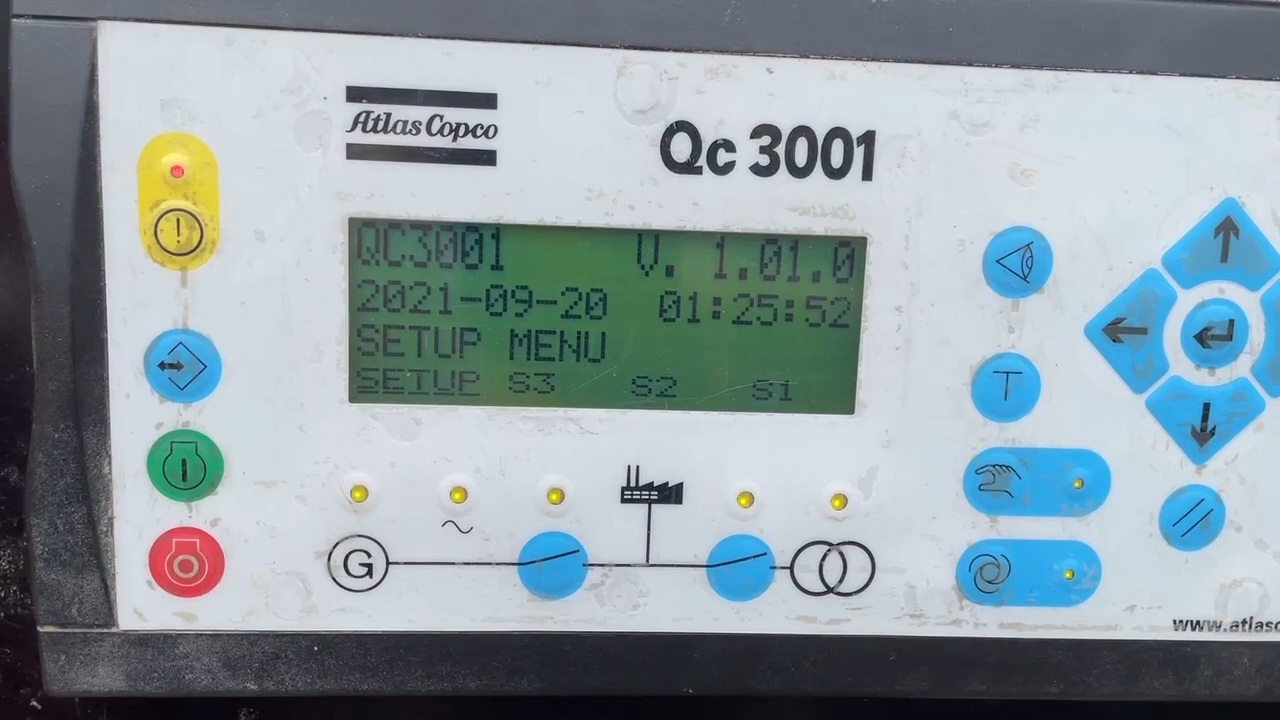 Atlas Copco
Qc 3001
QC3001 V. 1.01.0
2021-09-20 01:25:52
SETUP MENU
SETUP S3 S2 S1
T
G
www.atlasc